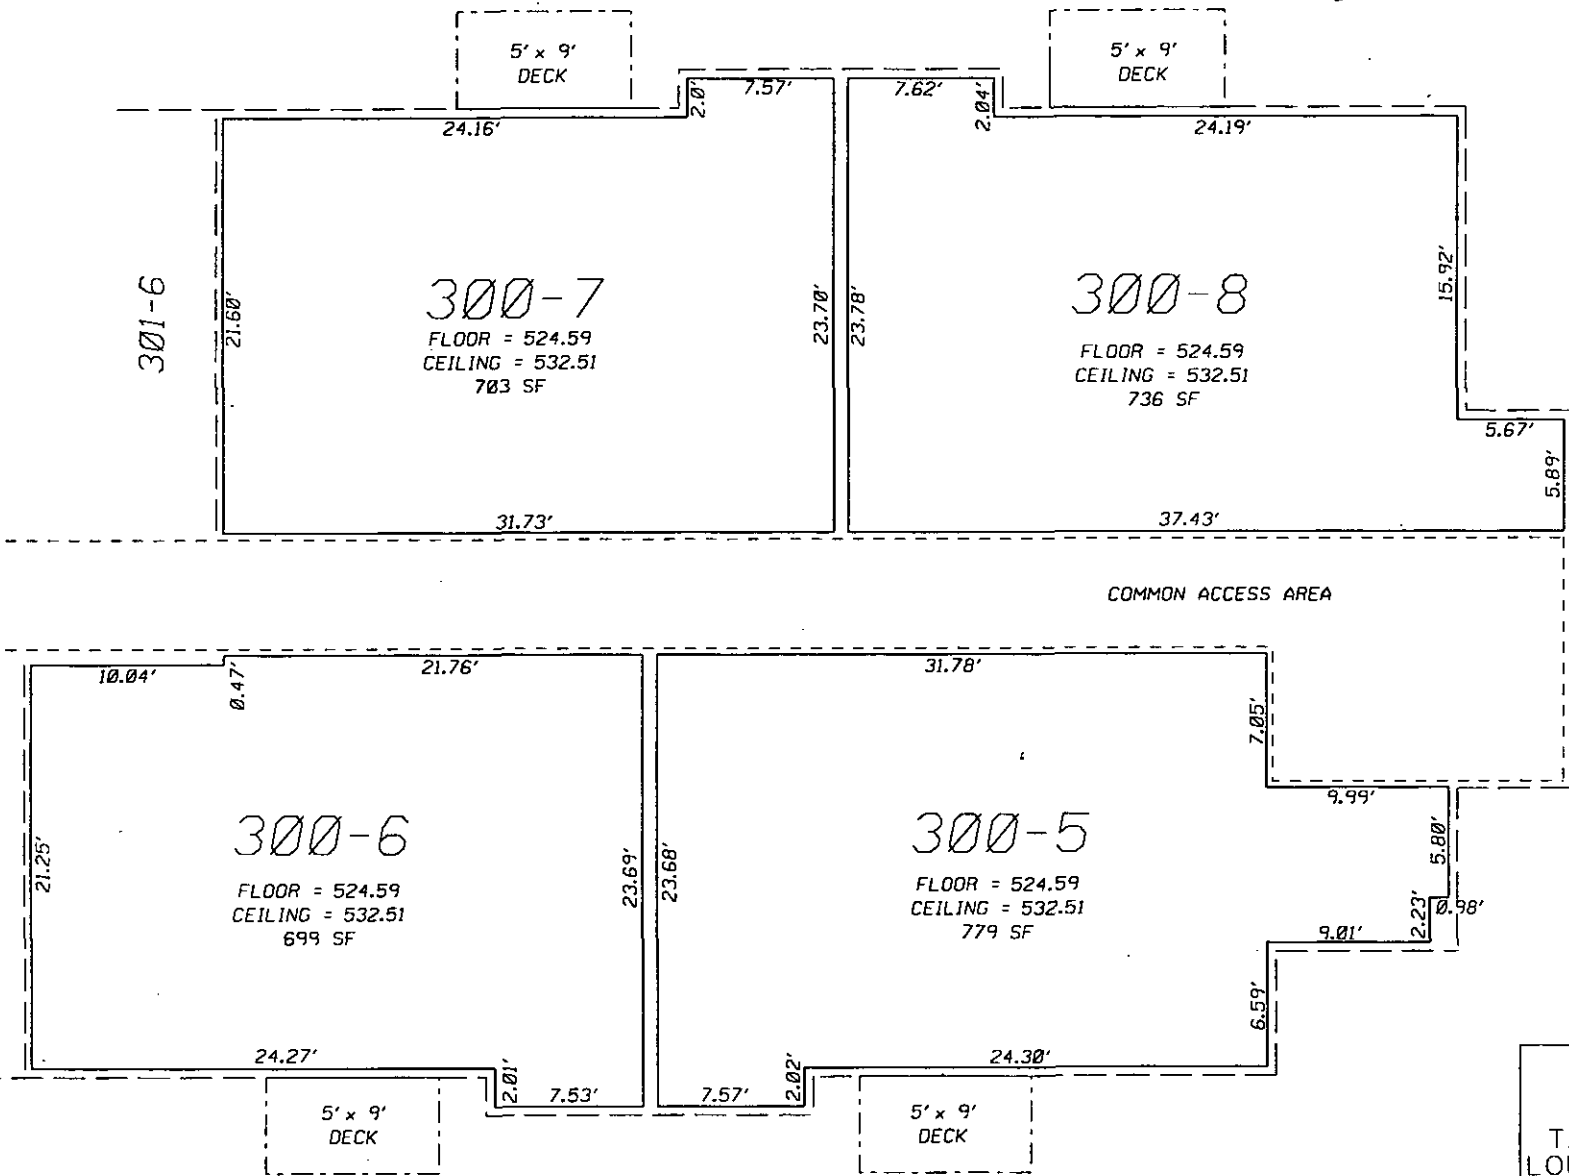 5' x 9'
DECK
5' x 9'
DECK
7.57'
2.0'
24.16'
7.62'
2.04'
24.19'
301-6
21.60'
300-7
FLOOR = 524.59
CEILING = 532.51
703 SF
23.70'
23.78'
300-8
FLOOR = 524.59
CEILING = 532.51
736 SF
15.92'
5.67'
5.89'
31.73'
37.43'
COMMON ACCESS AREA
10.04'
0.47'
21.76'
31.78'
7.05'
9.99'
21.25'
300-6
FLOOR = 524.59
CEILING = 532.51
699 SF
23.69'
23.68'
300-5
FLOOR = 524.59
CEILING = 532.51
779 SF
5.80'
0.98'
2.23'
9.01'
6.59'
24.27'
2.01'
7.53'
7.57'
2.02'
24.30'
5' x 9'
DECK
5' x 9'
DECK
T.
LOU